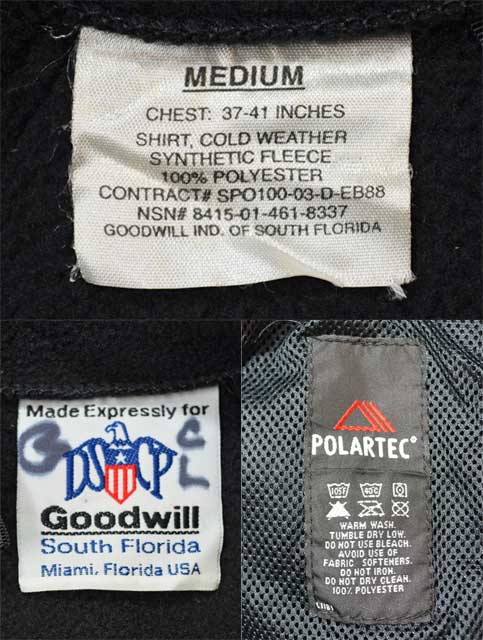 MEDIUM
CHEST: 37-41 INCHES
SHIRT, COLD WEATHER
SYNTHETIC FLEECE
100% POLYESTER
CONTRACT# SPO100-03-D-EB88
NSN# 8415-01-461-8337
GOODWILL IND. OF SOUTH FLORIDA
Made Expressly for
DSCP
Goodwill
South Florida
Miami, Florida USA
POLARTEC®
105F 40°C
WARM WASH.
TUMBLE DRY LOW.
DO NOT USE BLEACH.
AVOID USE OF
FABRIC SOFTENERS.
DO NOT IRON.
DO NOT DRY CLEAN.
100% POLYESTER